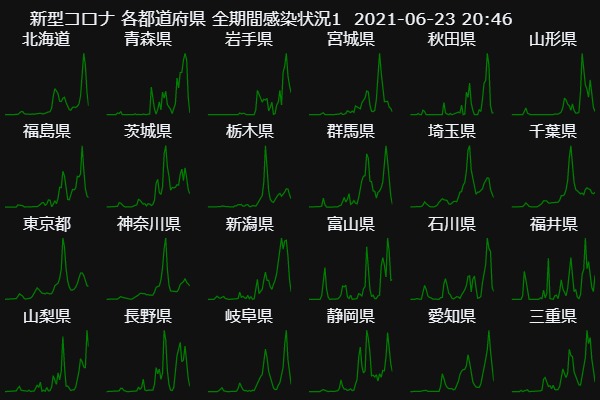 新型コロナ 各都道府県 全期間感染状況1 2021-06-23 20:46
北海道 青森県 岩手県 宮城県 秋田県 山形県
福島県 茨城県 栃木県 群馬県 埼玉県 千葉県
東京都 神奈川県 新潟県 富山県 石川県 福井県
山梨県 長野県 岐阜県 静岡県 愛知県 三重県